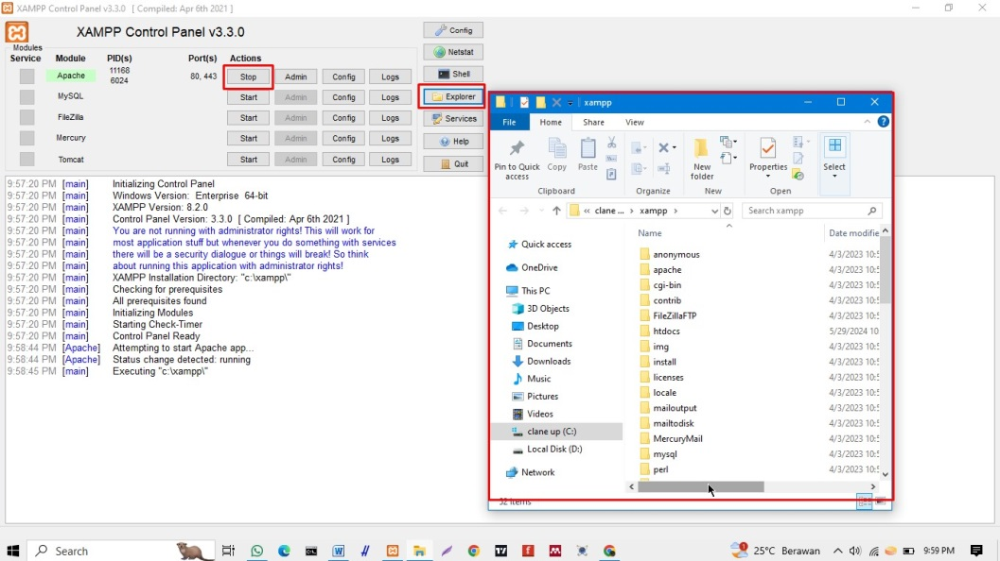 XAMPP Control Panel v3.3.0 [ Compiled: Apr 6th 2021 ]
XAMPP Control Panel v3.3.0
Modules
Service Module PID(s) Port(s) Actions
Apache 11168 6024 80, 443 Stop Admin Config Logs
MySQL Start Admin Config Logs
FileZilla Start Admin Config Logs
Mercury Start Admin Config Logs
Tomcat Start Admin Config Logs
Config
Netstat
Shell
Explorer
Services
Help
Quit
9:57:20 PM [main] Initializing Control Panel
9:57:20 PM [main] Windows Version: Enterprise 64-bit
9:57:20 PM [main] XAMPP Version: 8.2.0
9:57:20 PM [main] Control Panel Version: 3.3.0 [ Compiled: Apr 6th 2021 ]
9:57:20 PM [main] You are not running with administrator rights! This will work for
9:57:20 PM [main] most application stuff but whenever you do something with services
9:57:20 PM [main] there will be a security dialogue or things will break! So think
9:57:20 PM [main] about running this application with administrator rights!
9:57:20 PM [main] XAMPP Installation Directory: "c:\xampp\"
9:57:20 PM [main] Checking for prerequisites
9:57:20 PM [main] All prerequisites found
9:57:20 PM [main] Initializing Modules
9:57:20 PM [main] Starting Check-Timer
9:57:20 PM [main] Control Panel Ready
9:58:44 PM [Apache] Attempting to start Apache app...
9:58:44 PM [Apache] Status change detected: running
9:58:45 PM [main] Executing "c:\xampp\"
xampp
File Home Share View
Pin to Quick access
Copy
Paste
New folder
Properties
Select
Clipboard Organize New Open
« clane ... › xampp ›
Search xampp
Quick access
OneDrive
This PC
3D Objects
Desktop
Documents
Downloads
Music
Pictures
Videos
clane up (C:)
Local Disk (D:)
Network
Name Date modifie
anonymous 4/3/2023 10:5
apache 4/3/2023 10:5
cgi-bin 4/3/2023 10:5
contrib 4/3/2023 10:5
FileZillaFTP 4/3/2023 10:5
htdocs 5/29/2024 10
img 4/3/2023 10:5
install 4/3/2023 10:5
licenses 4/3/2023 10:5
locale 4/3/2023 10:5
mailoutput 4/3/2023 10:5
mailtodisk 4/3/2023 10:5
MercuryMail 4/3/2023 10:5
mysql 4/3/2023 10:5
perl 4/3/2023 10:5
items
Search
25°C Berawan
9:59 PM